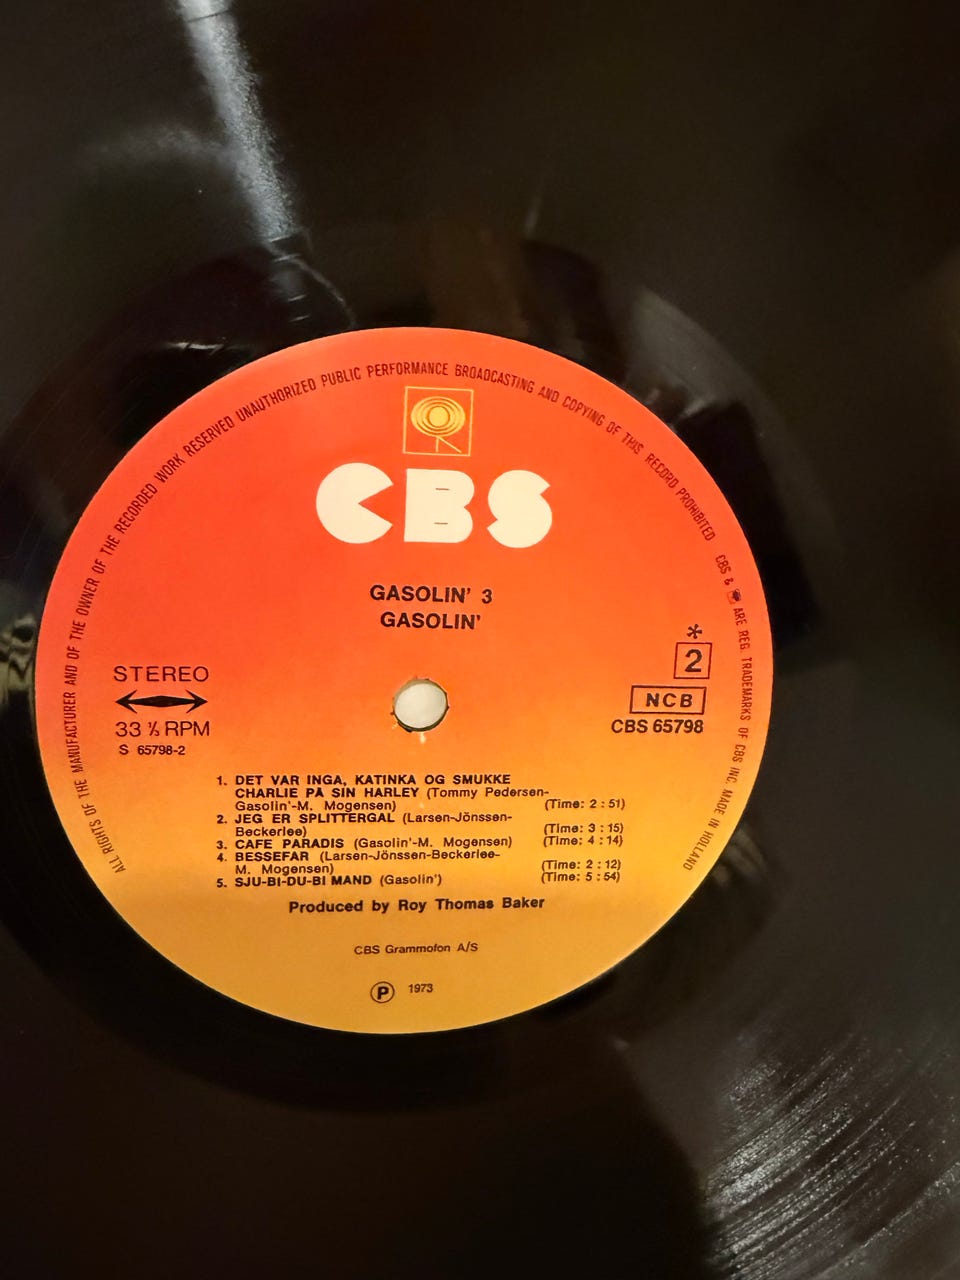 ALL RIGHTS OF THE MANUFACTURER AND OF THE OWNER OF THE RECORDED WORK RESERVED UNAUTHORIZED PUBLIC PERFORMANCE BROADCASTING AND COPYING OF THIS RECORD PROHIBITED CBS & ARE REG. TRADEMARKS OF CBS INC. MADE IN HOLLAND
CBS
GASOLIN' 3
GASOLIN'
STEREO
33 ⅓ RPM
S 65798-2
*
2
NCB
CBS 65798
1. DET VAR INGA, KATINKA OG SMUKKE
CHARLIE PÅ SIN HARLEY (Tommy Pedersen-
Gasolin'-M. Mogensen) (Time: 2 : 51)
2. JEG ER SPLITTERGAL (Larsen-Jönssen-
Beckerlee) (Time: 3 : 15)
3. CAFE PARADIS (Gasolin'-M. Mogensen) (Time: 4 : 14)
4. BESSEFAR (Larsen-Jönssen-Beckerlee-
M. Mogensen) (Time: 2 : 12)
5. SJU-BI-DU-BI MAND (Gasolin') (Time: 5 : 54)
Produced by Roy Thomas Baker
CBS Grammofon A/S
℗ 1973